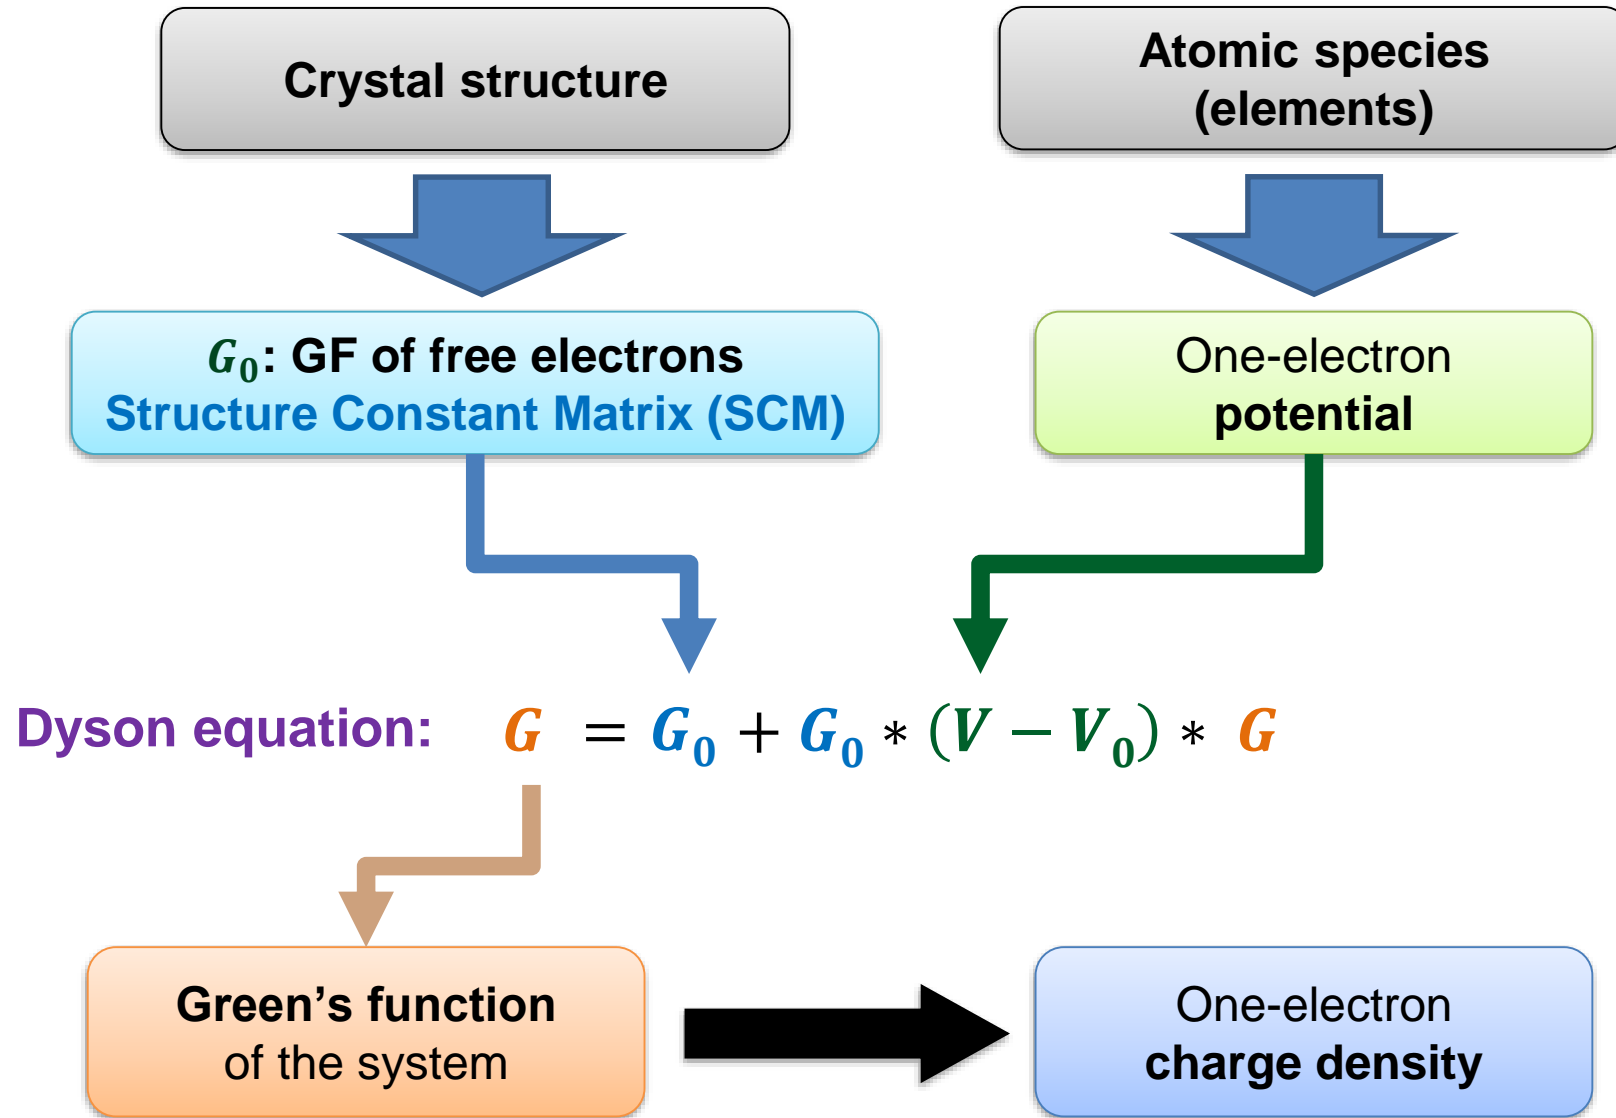 Crystal structure
Atomic species
(elements)
G₀: GF of free electrons
Structure Constant Matrix (SCM)
One-electron
potential
Dyson equation: G = G₀ + G₀ * (V − V₀) * G
Green’s function
of the system
One-electron
charge density